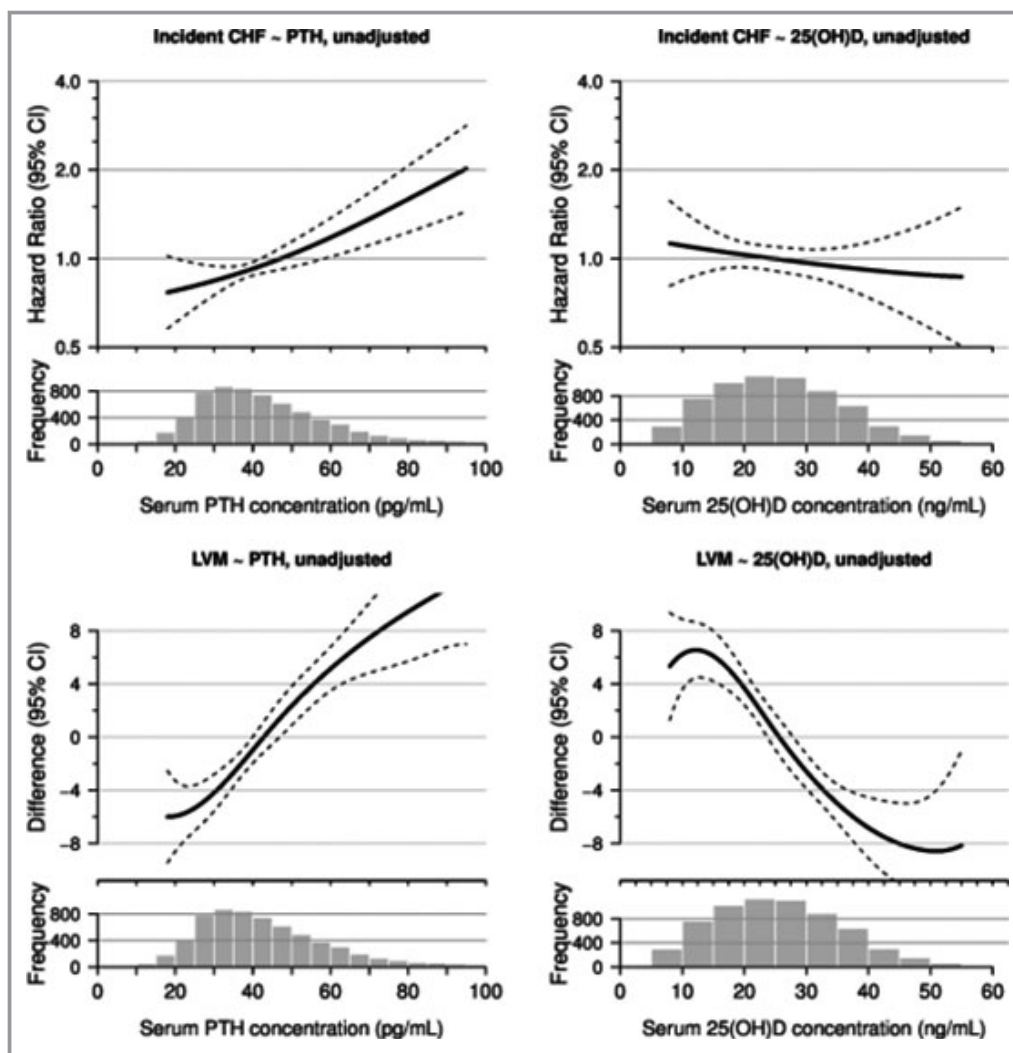 Incident CHF ~ PTH, unadjusted
Hazard Ratio (95% CI)
4.0
2.0
1.0
0.5
Frequency
800
400
0
0 20 40 60 80 100
Serum PTH concentration (pg/mL)
Incident CHF ~ 25(OH)D, unadjusted
Hazard Ratio (95% CI)
4.0
2.0
1.0
0.5
Frequency
800
400
0
0 10 20 30 40 50 60
Serum 25(OH)D concentration (ng/mL)
LVM ~ PTH, unadjusted
Difference (95% CI)
8
4
0
−4
−8
Frequency
800
400
0
0 20 40 60 80 100
Serum PTH concentration (pg/mL)
LVM ~ 25(OH)D, unadjusted
Difference (95% CI)
8
4
0
−4
−8
Frequency
800
400
0
0 10 20 30 40 50 60
Serum 25(OH)D concentration (ng/mL)